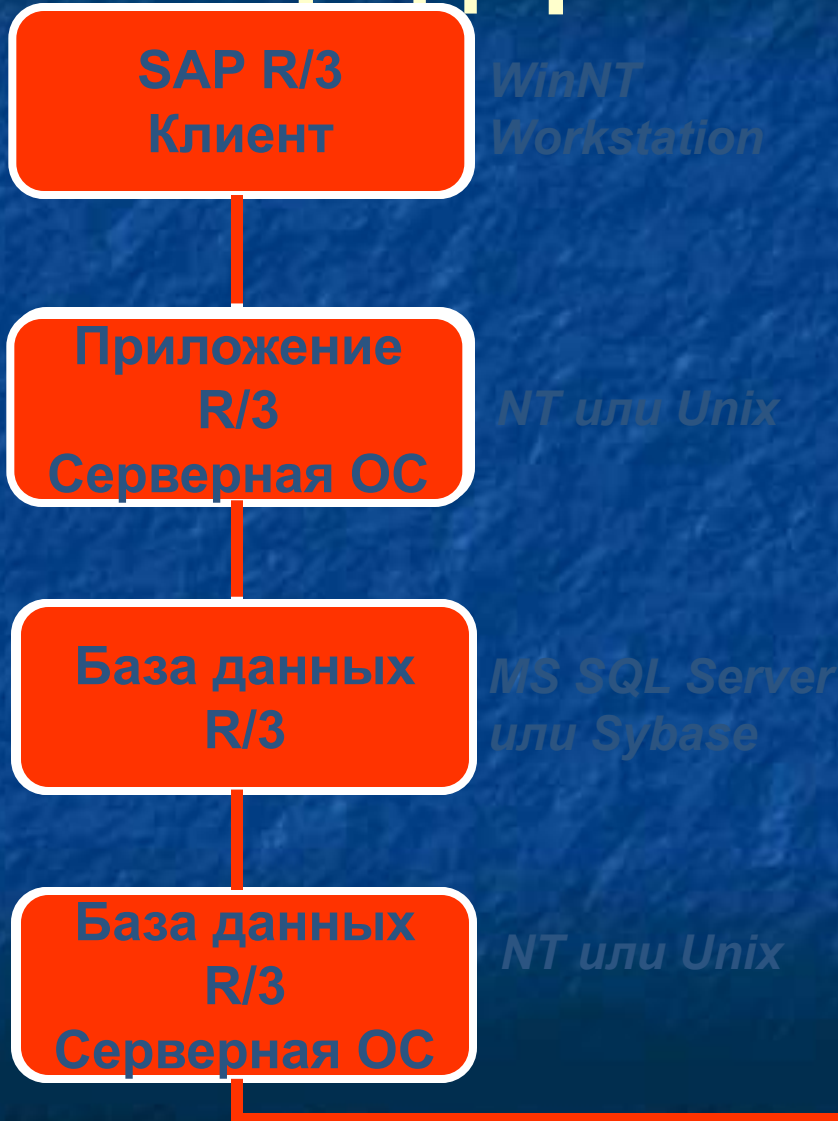 SAP R/3
Клиент
WinNT
Workstation
Приложение
R/3
Серверная ОС
NT или Unix
База данных
R/3
MS SQL Server
или Sybase
База данных
R/3
Серверная ОС
NT или Unix